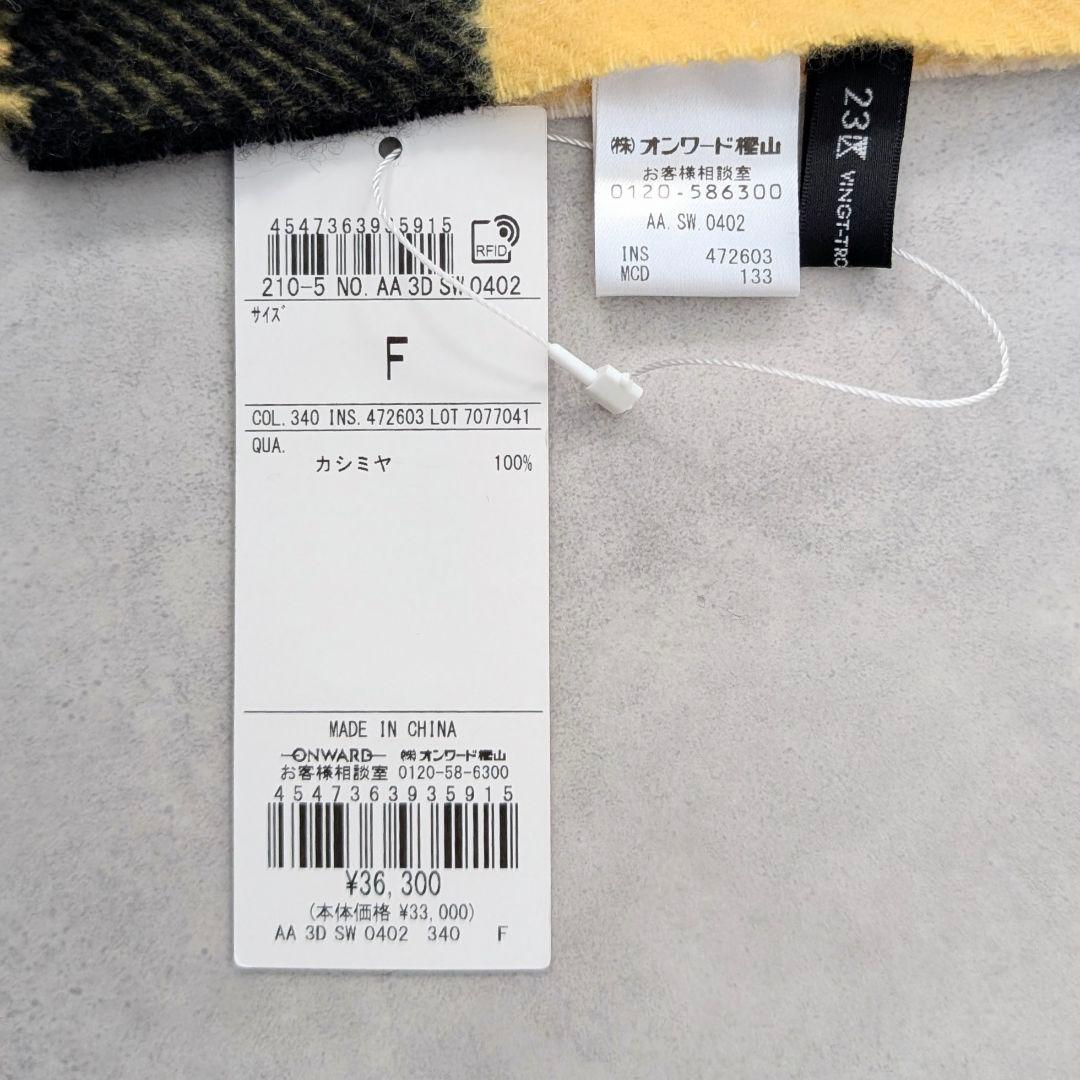 4547363935915
RFID
210-5 NO. AA 3D SW 0402
サイズ
F
COL. 340 INS. 472603 LOT 7077041
QUA.
カシミヤ 100%
MADE IN CHINA
ONWARD ㈱オンワード樫山
お客様相談室 0120-58-6300
4547363935915
¥36,300
(本体価格 ¥33,000)
AA 3D SW 0402 340 F
㈱オンワード樫山
お客様相談室
0120-586300
AA. SW. 0402
INS 472603
MCD 133
23区 VINGT-TRO